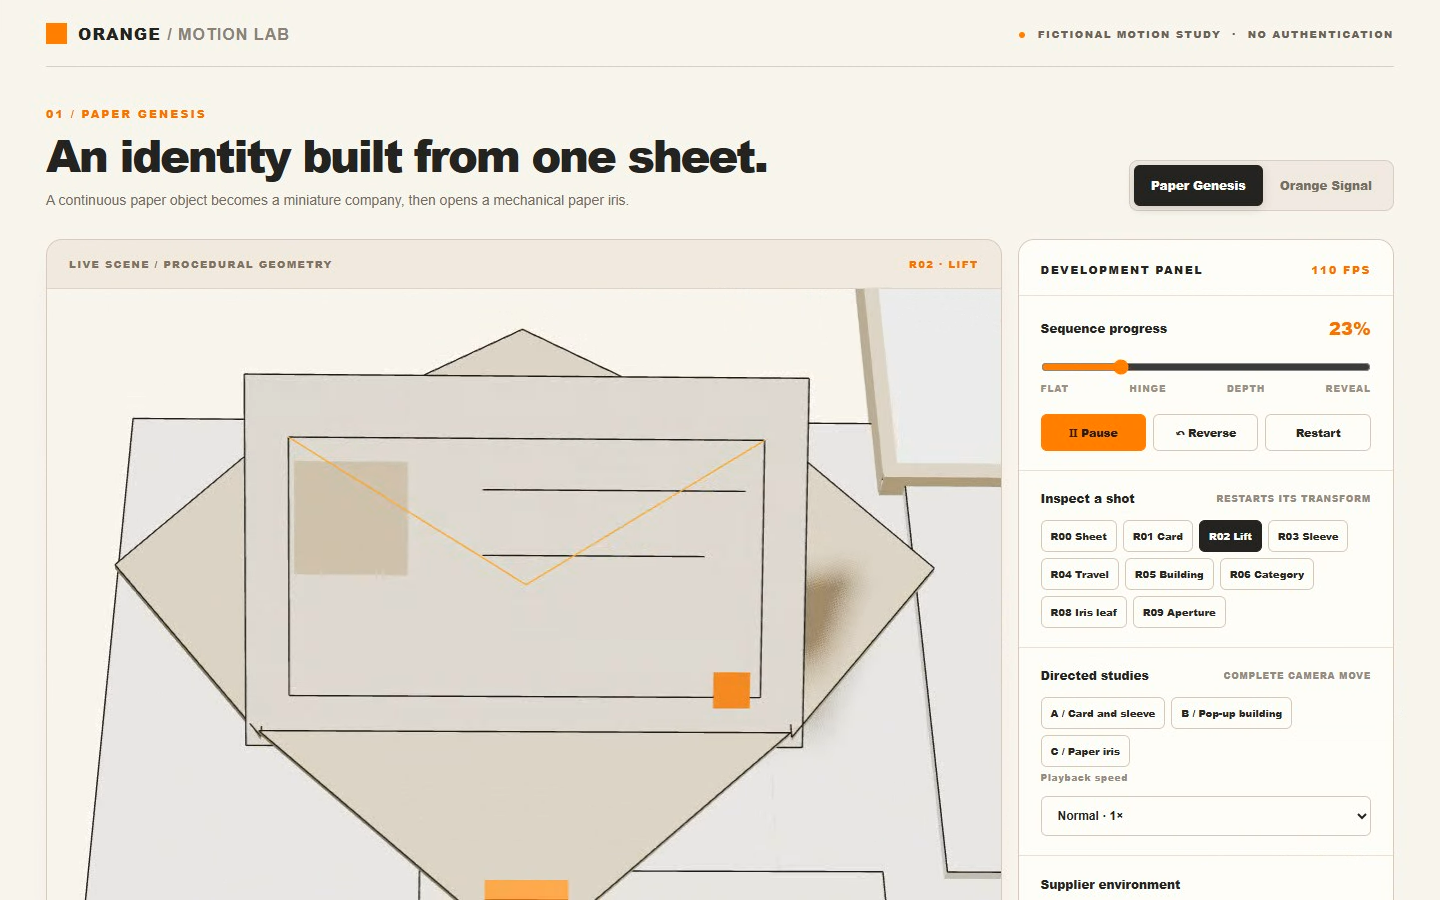 ORANGE / MOTION LAB
FICTIONAL MOTION STUDY · NO AUTHENTICATION
01 / PAPER GENESIS
An identity built from one sheet.
A continuous paper object becomes a miniature company, then opens a mechanical paper iris.
Paper Genesis
Orange Signal
LIVE SCENE / PROCEDURAL GEOMETRY
R02 · LIFT
DEVELOPMENT PANEL
110 FPS
Sequence progress
23%
FLAT
HINGE
DEPTH
REVEAL
Pause
Reverse
Restart
Inspect a shot
RESTARTS ITS TRANSFORM
R00 Sheet
R01 Card
R02 Lift
R03 Sleeve
R04 Travel
R05 Building
R06 Category
R08 Iris leaf
R09 Aperture
Directed studies
COMPLETE CAMERA MOVE
A / Card and sleeve
B / Pop-up building
C / Paper iris
Playback speed
Normal · 1×
Supplier environment